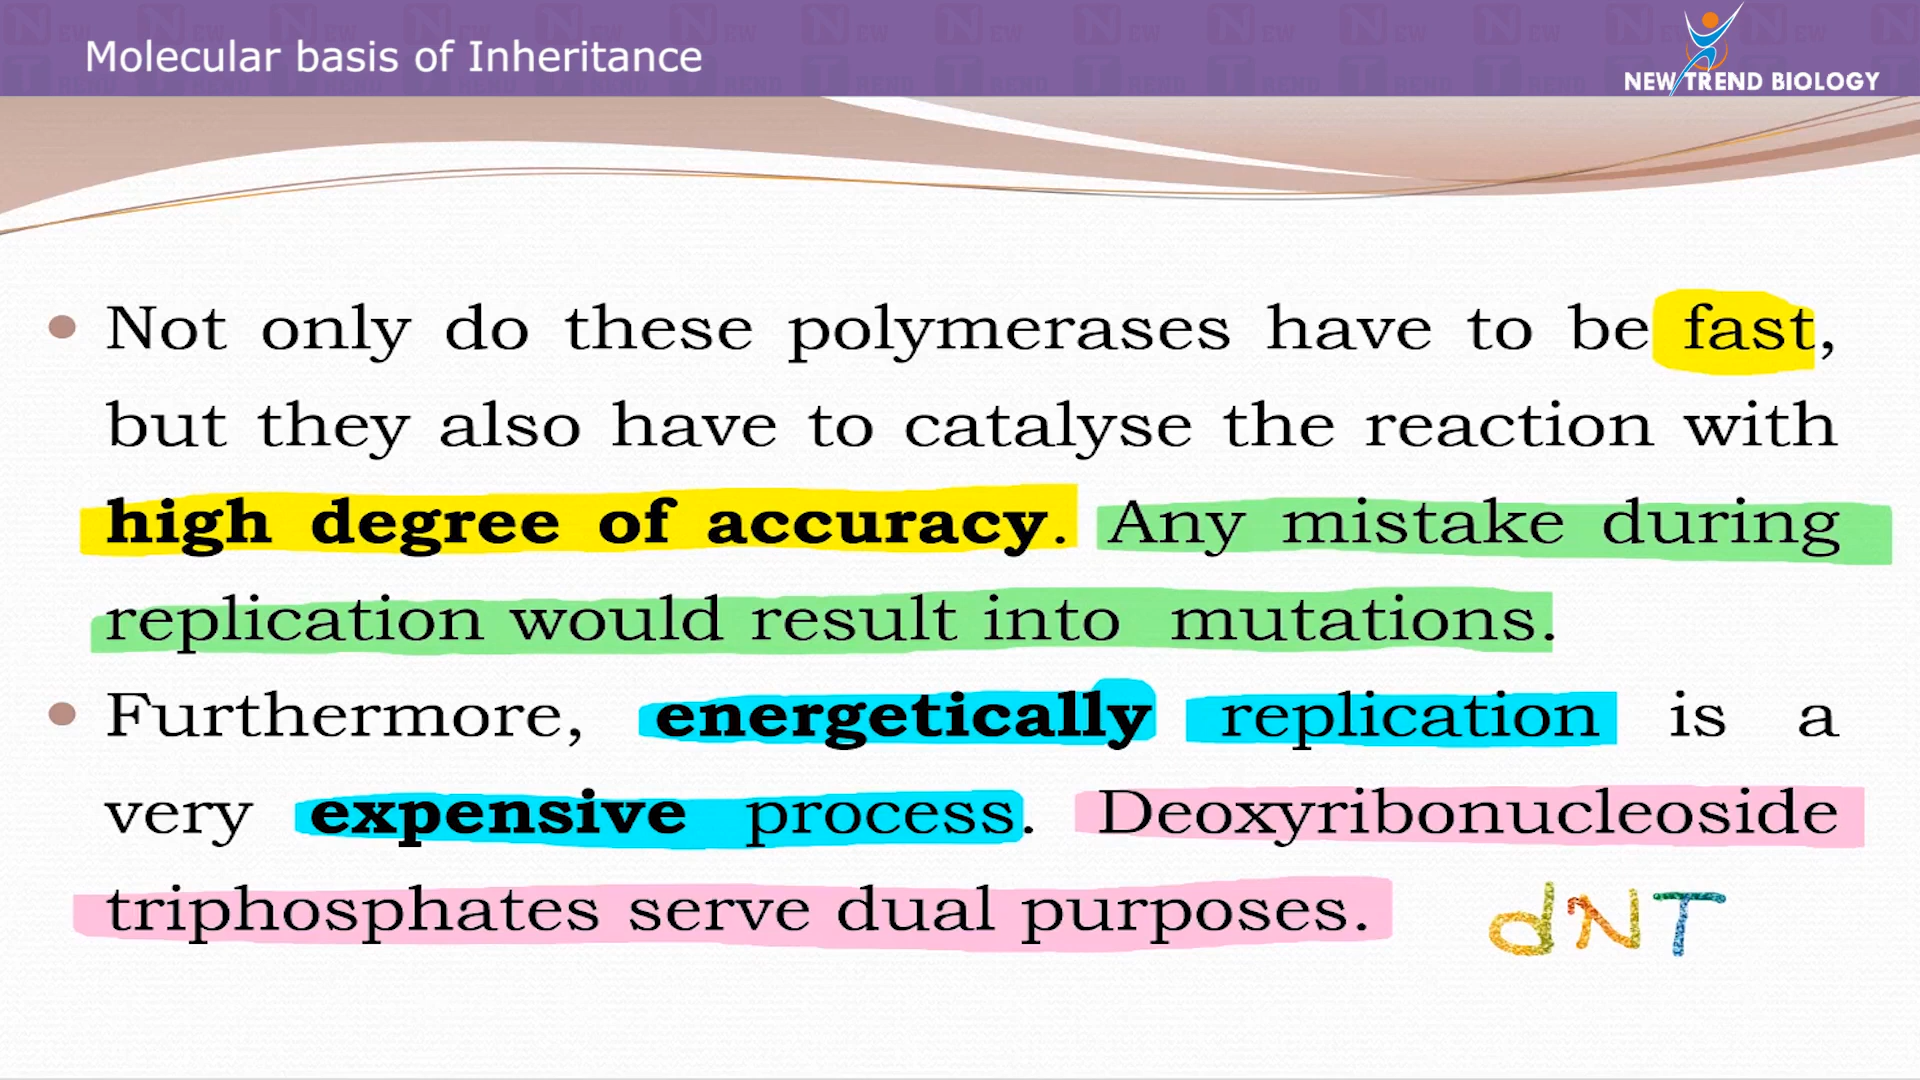 Molecular basis of Inheritance
NEW TREND BIOLOGY
Not only do these polymerases have to be fast,
but they also have to catalyse the reaction with
high degree of accuracy. Any mistake during
replication would result into mutations.
Furthermore, energetically replication is a
very expensive process. Deoxyribonucleoside
triphosphates serve dual purposes.
dNT